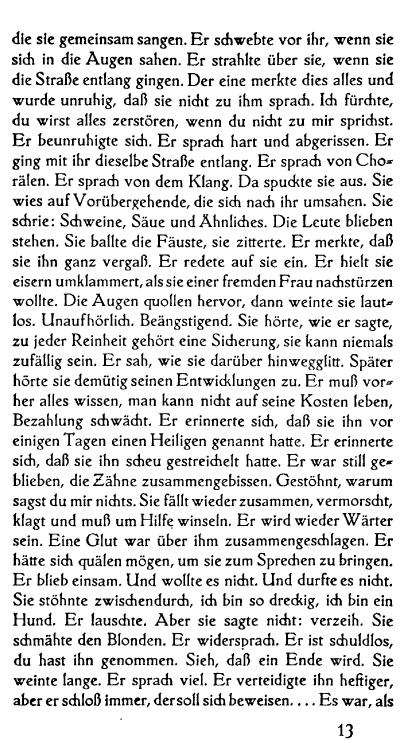 die sie gemeinsam sangen. Er schwebte vor ihr, wenn sie
sich in die Augen sahen. Er strahlte über sie, wenn sie
die Straße entlang gingen. Der eine merkte dies alles und
wurde unruhig, daß sie nicht zu ihm sprach. Ich fürchte,
du wirst alles zerstören, wenn du nicht zu mir sprichst.
Er beunruhigte sich. Er sprach hart und abgerissen. Er
ging mit ihr dieselbe Straße entlang. Er sprach von Cho-
rälen. Er sprach von dem Klang. Da spuckte sie aus. Sie
wies auf Vorübergehende, die sich nach ihr umsahen. Sie
schrie: Schweine, Säue und Ähnliches. Die Leute blieben
stehen. Sie ballte die Fäuste, sie zitterte. Er merkte, daß
sie ihn ganz vergaß. Er redete auf sie ein. Er hielt sie
eisern umklammert, als sie einer fremden Frau nachstürzen
wollte. Die Augen quollen hervor, dann weinte sie laut-
los. Unaufhörlich. Beängstigend. Sie hörte, wie er sagte,
zu jeder Reinheit gehört eine Sicherung, sie kann niemals
zufällig sein. Er sah, wie sie darüber hinwegglitt. Später
hörte sie demütig seinen Entwicklungen zu. Er muß vor-
her alles wissen, man kann nicht auf seine Kosten leben,
Bezahlung schwächt. Er erinnerte sich, daß sie ihn vor
einigen Tagen einen Heiligen genannt hatte. Er erinnerte
sich, daß sie ihn scheu gestreichelt hatte. Er war still ge-
blieben, die Zähne zusammengebissen. Gestöhnt, warum
sagst du mir nichts. Sie fällt wieder zusammen, vermorscht,
klagt und muß um Hilfe winseln. Er wird wieder Wärter
sein. Eine Glut war über ihm zusammengeschlagen. Er
hätte sich quälen mögen, um sie zum Sprechen zu bringen.
Er blieb einsam. Und wollte es nicht. Und durfte es nicht.
Sie stöhnte zwischendurch, ich bin so dreckig, ich bin ein
Hund. Er lauschte. Aber sie sagte nicht: verzeih. Sie
schmähte den Blonden. Er widersprach. Er ist schuldlos,
du hast ihn genommen. Sieh, daß ein Ende wird. Sie
weinte lange. Er sprach viel. Er verteidigte ihn heftiger,
aber er schloß immer, der soll sich beweisen. . . . Es war, als
13